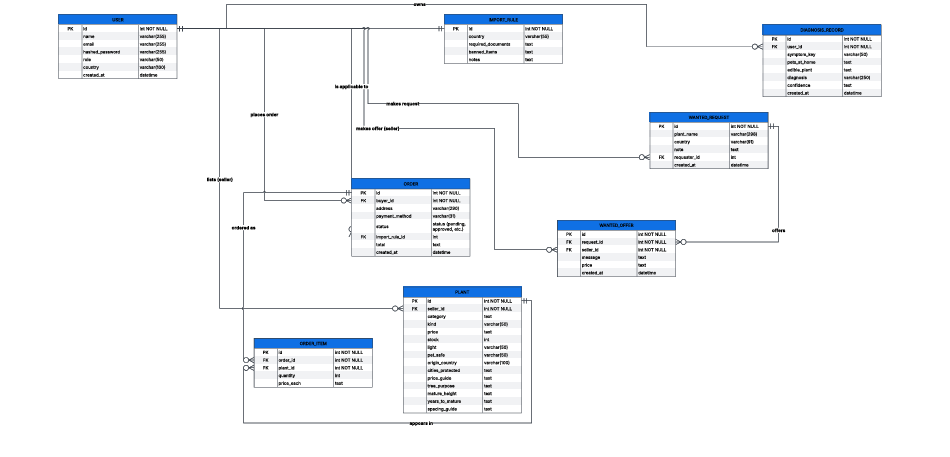 owns
USER
PK id int NOT NULL
name varchar(255)
email varchar(255)
hashed_password varchar(255)
role varchar(50)
country varchar(100)
created_at datetime
IMPORT_RULE
PK id int NOT NULL
country varchar(55)
required_documents text
banned_items text
notes text
DIAGNOSIS_RECORD
PK id int NOT NULL
FK user_id int NOT NULL
symptom_key varchar(50)
pets_at_home text
edible_plant text
diagnosis varchar(250)
confidence text
created_at datetime
is applicable to
makes request
places order
makes offer (seller)
WANTED_REQUEST
PK id int NOT NULL
plant_name varchar(298)
country varchar(91)
note text
FK requester_id int
created_at datetime
lists (seller)
ordered as
ORDER
PK id int NOT NULL
FK buyer_id int NOT NULL
address varchar(290)
payment_method varchar(31)
status status (pending, approved, etc.)
FK import_rule_id int
total text
created_at datetime
WANTED_OFFER
PK id int NOT NULL
FK request_id int NOT NULL
FK seller_id int NOT NULL
message text
price text
created_at datetime
offers
PLANT
PK id int NOT NULL
FK seller_id int NOT NULL
category text
kind varchar(50)
price text
stock int
light varchar(50)
pet_safe varchar(50)
origin_country varchar(100)
cities_protected text
price_guide text
tree_purpose text
mature_height text
years_to_mature text
spacing_guide text
ORDER_ITEM
PK id int NOT NULL
FK order_id int NOT NULL
FK plant_id int NOT NULL
quantity int
price_each text
appears in